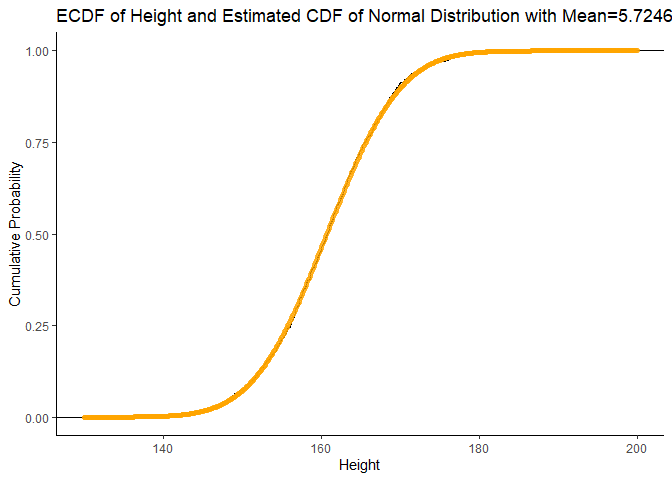 ECDF of Height and Estimated CDF of Normal Distribution with Mean=5.7246
1.00
0.75
0.50
0.25
0.00
Cumulative Probability
140 160 180 200
Height